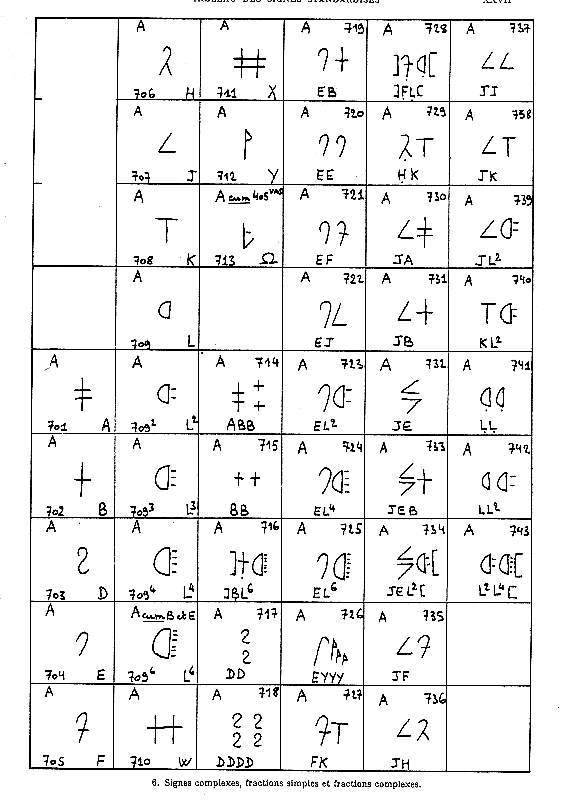 TABLEAU DES SIGNES STANDARDISÉS XXVII
A A A 719 A 728 A 737
706 H 711 X EB JFLC JJ
A A A 720 A 729 A 738
707 J 712 Y EE HK JK
A A cum 405 VAS A 721 A 730 A 739
708 K 713 Ω EF JA JL²
A A 722 A 731 A 740
709 L EJ JB KL²
A A A 714 A 723 A 732 A 741
701 A 709² L² ABB EL² JE LL
A A A 715 A 724 A 733 A 742
702 B 709³ L³ BB EL⁴ JEB LL²
A A A 716 A 725 A 734 A 743
703 D 709⁴ L⁴ ]BL⁶ EL⁶ JEL²[ L²L⁴[
A A cum B et E A 717 A 726 A 735
704 E 709⁶ L⁶ DD EYYY JF
A A A 718 A 727 A 736
705 F 710 W DDDD FK JH
6. Signes complexes, fractions simples et fractions complexes.